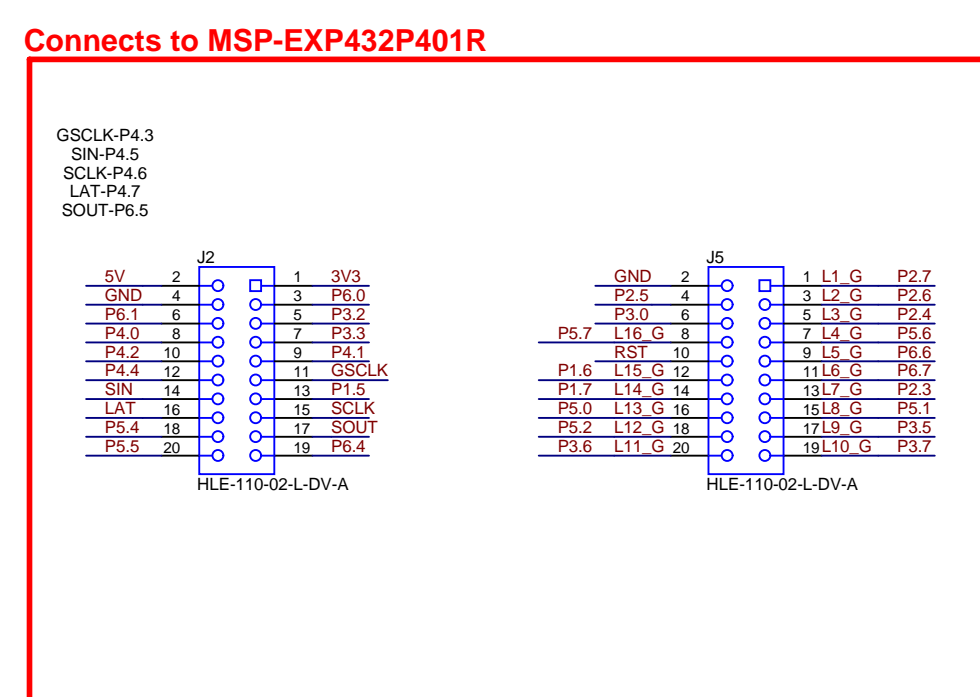 Connects to MSP-EXP432P401R
GSCLK-P4.3
SIN-P4.5
SCLK-P4.6
LAT-P4.7
SOUT-P6.5
J2
5V 2 1 3V3
GND 4 3 P6.0
P6.1 6 5 P3.2
P4.0 8 7 P3.3
P4.2 10 9 P4.1
P4.4 12 11 GSCLK
SIN 14 13 P1.5
LAT 16 15 SCLK
P5.4 18 17 SOUT
P5.5 20 19 P6.4
HLE-110-02-L-DV-A
J5
GND 2 1 L1_G P2.7
P2.5 4 3 L2_G P2.6
P3.0 6 5 L3_G P2.4
P5.7 L16_G 8 7 L4_G P5.6
RST 10 9 L5_G P6.6
P1.6 L15_G 12 11 L6_G P6.7
P1.7 L14_G 14 13 L7_G P2.3
P5.0 L13_G 16 15 L8_G P5.1
P5.2 L12_G 18 17 L9_G P3.5
P3.6 L11_G 20 19 L10_G P3.7
HLE-110-02-L-DV-A